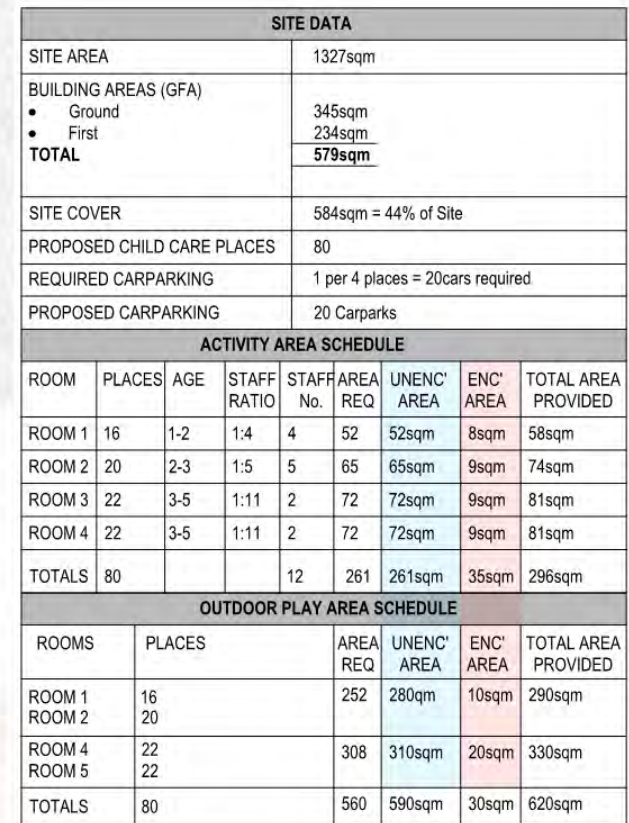 SITE DATA
SITE AREA 1327sqm
BUILDING AREAS (GFA)
• Ground 345sqm
• First 234sqm
TOTAL 579sqm
SITE COVER 584sqm = 44% of Site
PROPOSED CHILD CARE PLACES 80
REQUIRED CARPARKING 1 per 4 places = 20cars required
PROPOSED CARPARKING 20 Carparks
ACTIVITY AREA SCHEDULE
ROOM PLACES AGE STAFF STAFF AREA UNENC' ENC' TOTAL AREA
RATIO No. REQ AREA AREA PROVIDED
ROOM 1 16 1-2 1:4 4 52 52sqm 8sqm 58sqm
ROOM 2 20 2-3 1:5 5 65 65sqm 9sqm 74sqm
ROOM 3 22 3-5 1:11 2 72 72sqm 9sqm 81sqm
ROOM 4 22 3-5 1:11 2 72 72sqm 9sqm 81sqm
TOTALS 80 12 261 261sqm 35sqm 296sqm
OUTDOOR PLAY AREA SCHEDULE
ROOMS PLACES AREA UNENC' ENC' TOTAL AREA
REQ AREA AREA PROVIDED
ROOM 1 16 252 280qm 10sqm 290sqm
ROOM 2 20
ROOM 4 22 308 310sqm 20sqm 330sqm
ROOM 5 22
TOTALS 80 560 590sqm 30sqm 620sqm